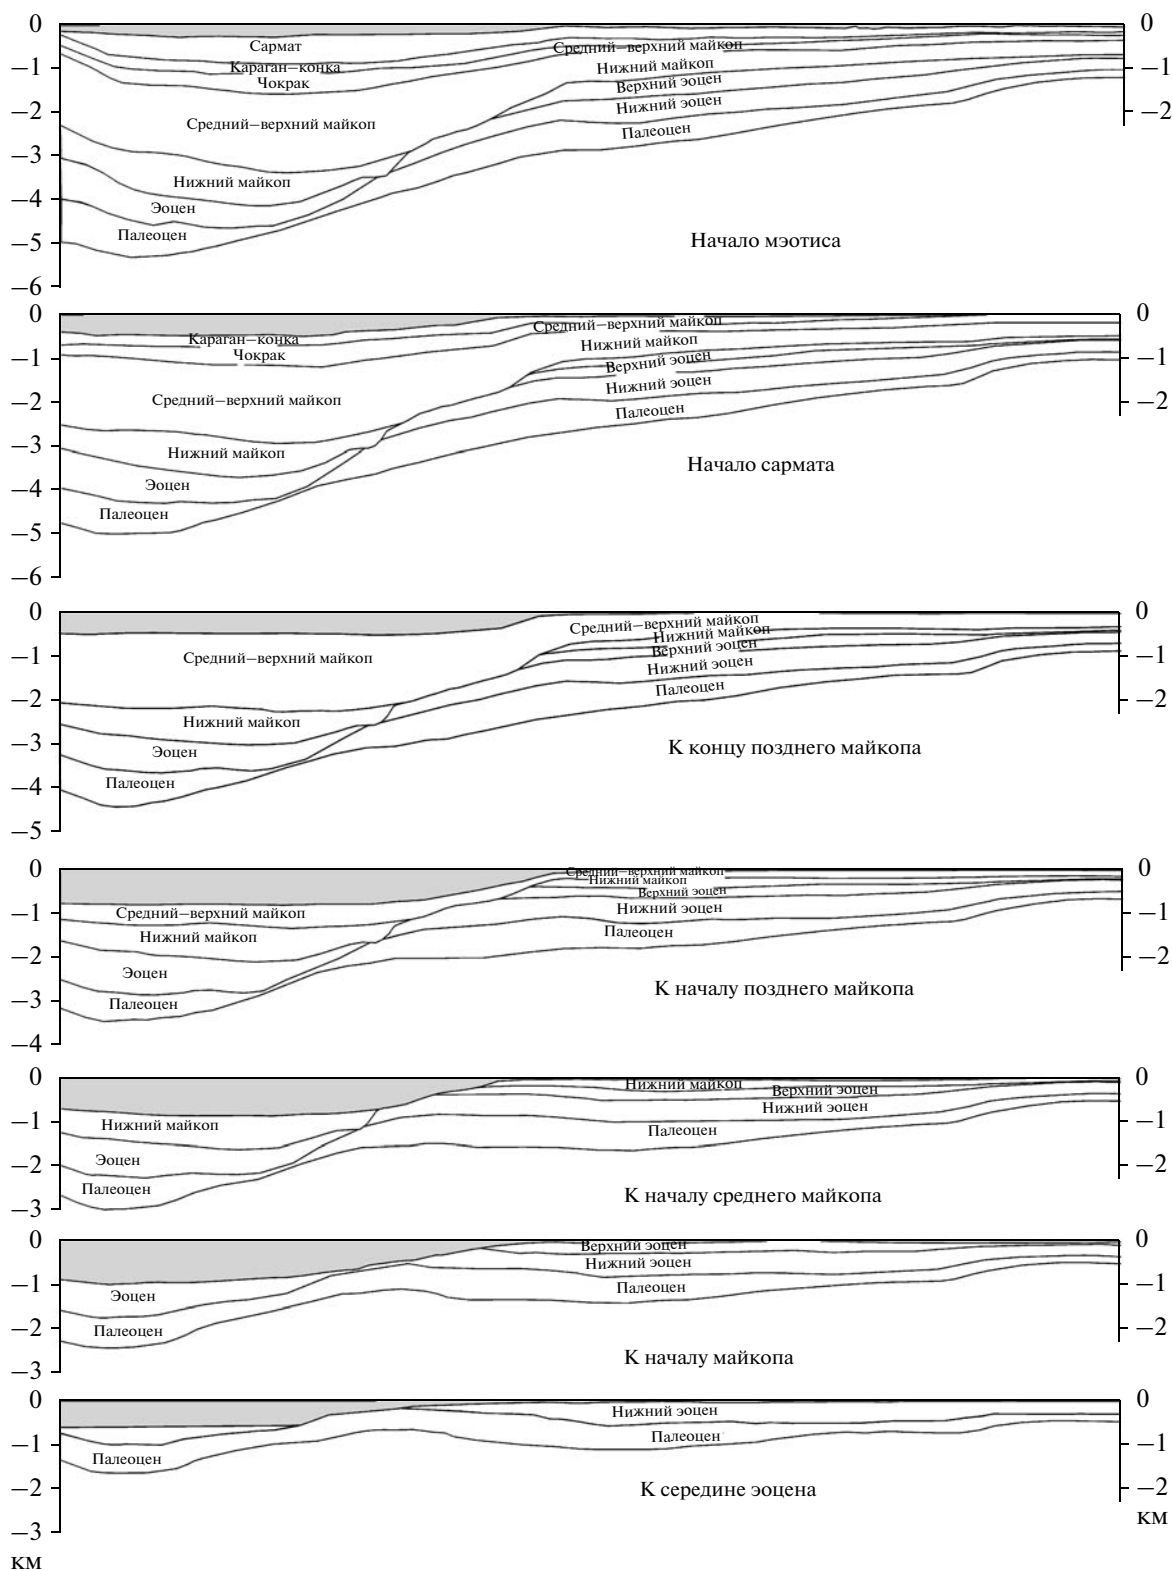 0
0
Сармат
Средний–верхний майкоп
Караган–конка
Нижний майкоп
–1
–1
Чокрак
Верхний эоцен
Нижний эоцен
–2
–2
Средний–верхний майкоп
Палеоцен
–3
Нижний майкоп
–4
Эоцен
Палеоцен
Начало мэотиса
–5
–6
0
0
Средний–верхний майкоп
Караган–конка
Нижний майкоп
–1
Чокрак
Верхний эоцен
–1
Нижний эоцен
–2
Средний–верхний майкоп
Палеоцен
–2
–3
Нижний майкоп
Начало сармата
–4
Эоцен
Палеоцен
–5
–6
0
0
Средний–верхний майкоп
Нижний майкоп
–1
Средний–верхний майкоп
Верхний эоцен
–1
Нижний эоцен
–2
Палеоцен
–2
Нижний майкоп
–3
Эоцен
К концу позднего майкопа
Палеоцен
–4
–5
0
0
Средний–верхний майкоп
Нижний майкоп
Верхний эоцен
–1
Средний–верхний майкоп
Нижний эоцен
–1
Нижний майкоп
Палеоцен
–2
–2
Эоцен
К началу позднего майкопа
–3
Палеоцен
–4
0
0
Нижний майкоп
Верхний эоцен
–1
Нижний майкоп
Нижний эоцен
–1
Палеоцен
–2
Эоцен
–2
Палеоцен
К началу среднего майкопа
–3
0
0
Верхний эоцен
Нижний эоцен
–1
Эоцен
Палеоцен
–1
–2
Палеоцен
–2
К началу майкопа
–3
0
0
Нижний эоцен
–1
Палеоцен
Палеоцен
–1
–2
К середине эоцена
–2
–3
км
км